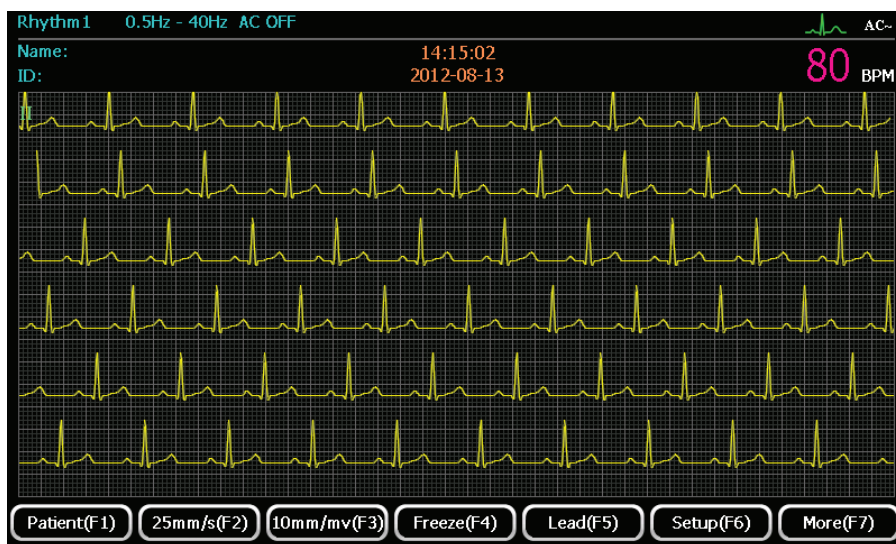 Rhythm1 0.5Hz - 40Hz AC OFF AC~
Name: 14:15:02 80 BPM
ID: 2012-08-13
II
Patient(F1) 25mm/s(F2) 10mm/mv(F3) Freeze(F4) Lead(F5) Setup(F6) More(F7)